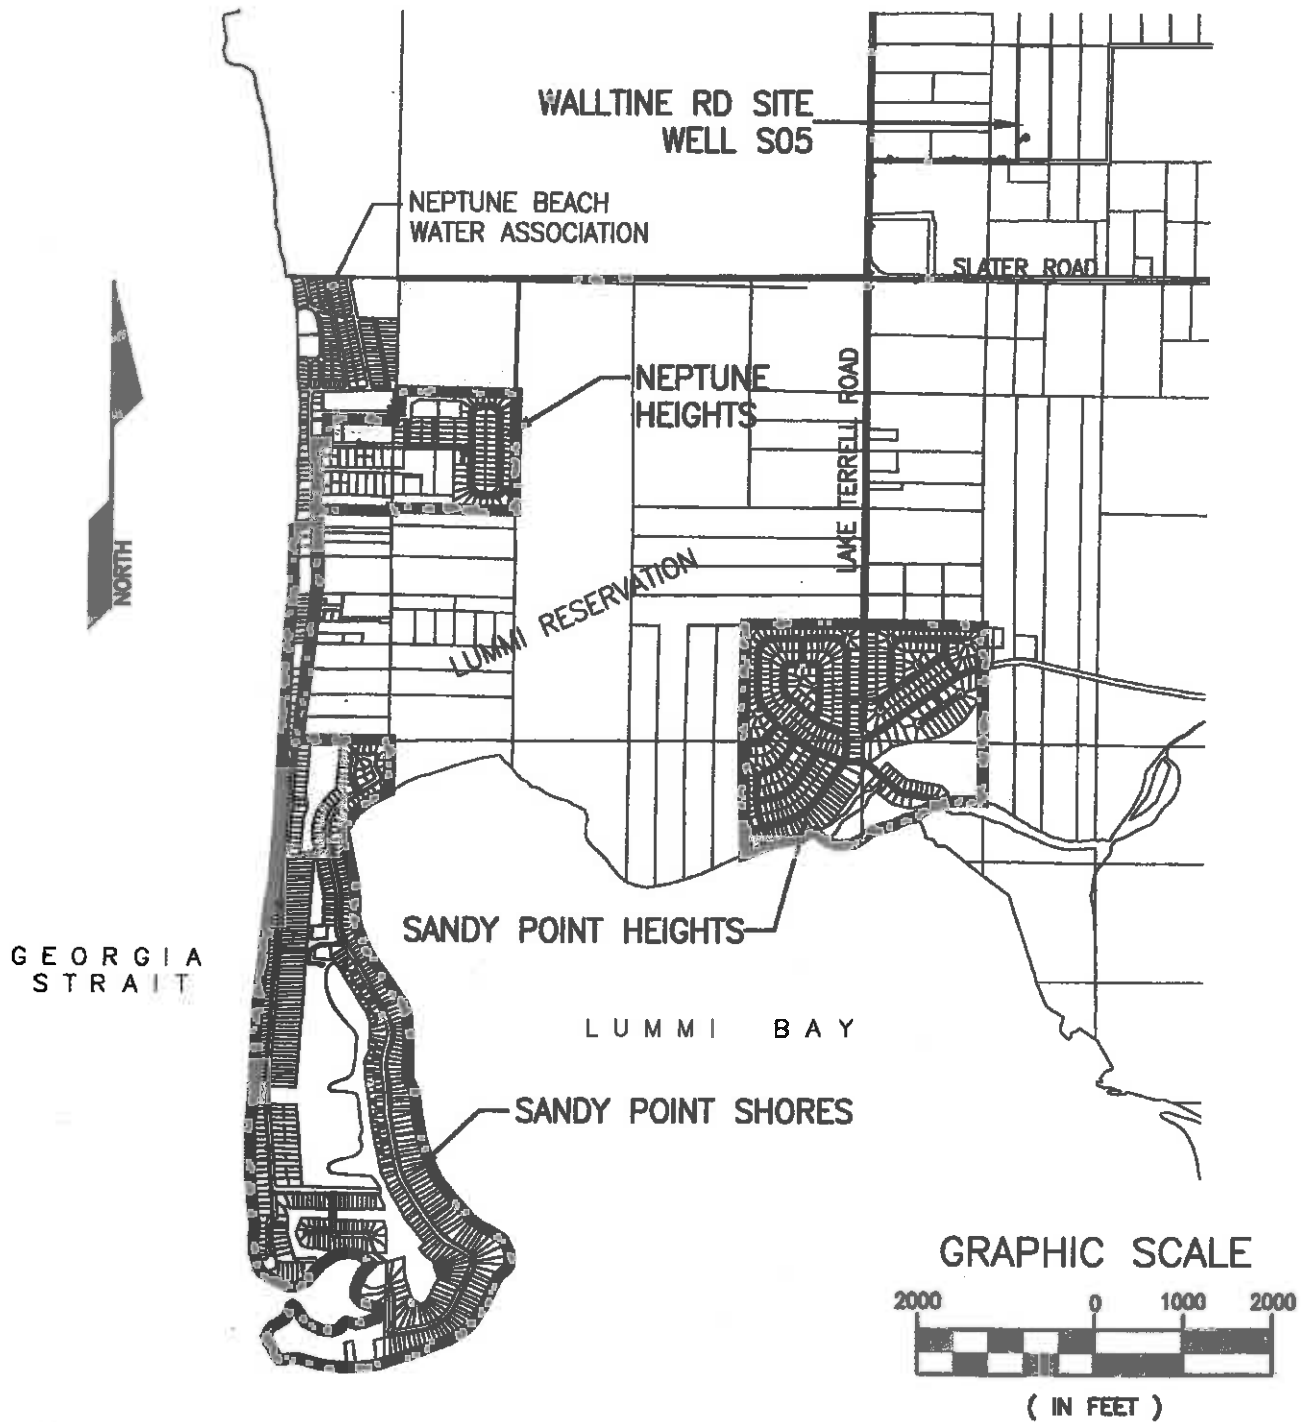 WALLTINE RD SITE
WELL S05
NEPTUNE BEACH
WATER ASSOCIATION
SLATER ROAD
NEPTUNE
HEIGHTS
LAKE TERRELL ROAD
NORTH
LUMMI RESERVATION
SANDY POINT HEIGHTS
GEORGIA
STRAIT
LUMMI BAY
SANDY POINT SHORES
GRAPHIC SCALE
2000 0 1000 2000
( IN FEET )